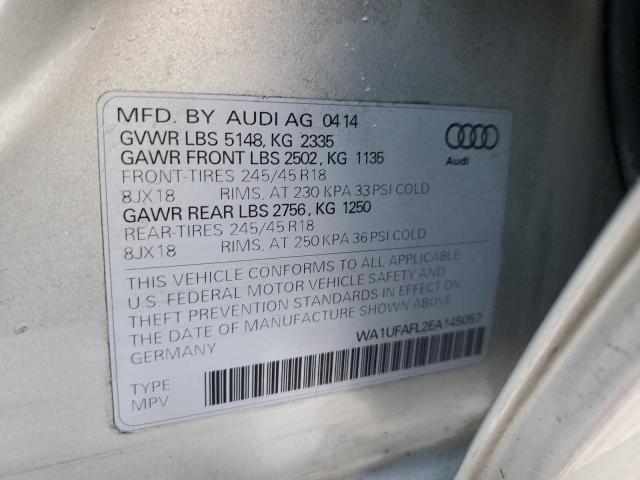 MFD. BY AUDI AG 04 14
GVWR LBS 5148, KG 2335
GAWR FRONT LBS 2502, KG 1135
FRONT-TIRES 245/45 R18
8JX18 RIMS, AT 230 KPA 33 PSI COLD
GAWR REAR LBS 2756, KG 1250
REAR-TIRES 245/45 R18
8JX18 RIMS, AT 250 KPA 36 PSI COLD
Audi
THIS VEHICLE CONFORMS TO ALL APPLICABLE
U.S. FEDERAL MOTOR VEHICLE SAFETY AND
THEFT PREVENTION STANDARDS IN EFFECT ON
THE DATE OF MANUFACTURE SHOWN ABOVE
GERMANY
WA1UFAFL2EA145057
TYPE:
MPV